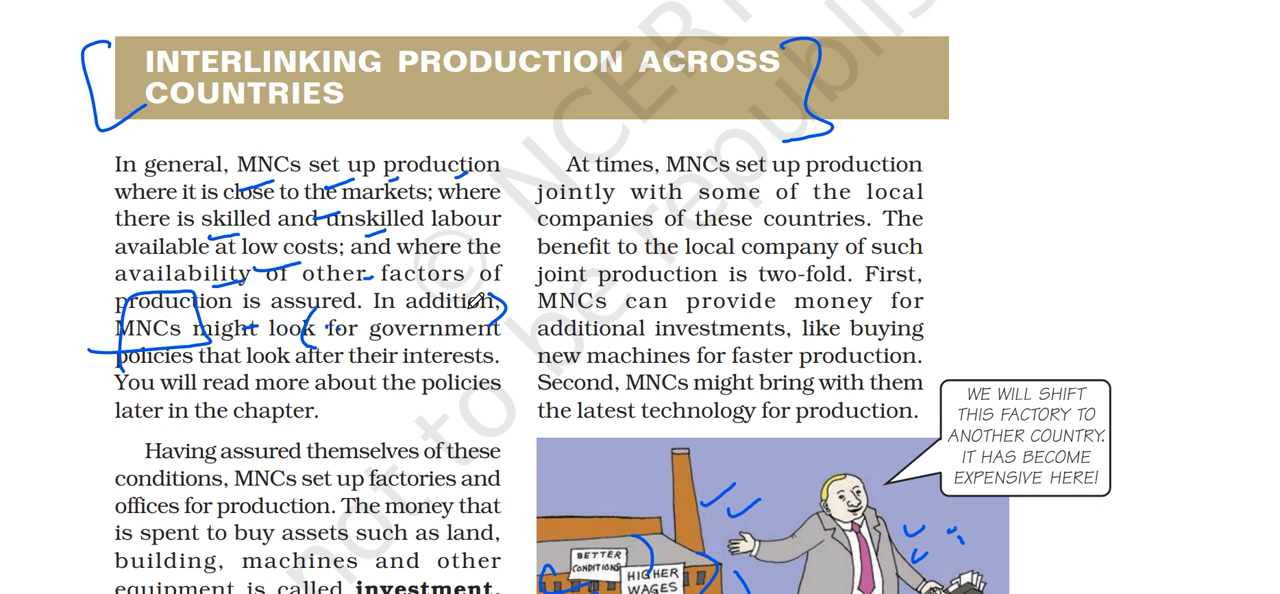 INTERLINKING PRODUCTION ACROSS
COUNTRIES
In general, MNCs set up production
where it is close to the markets; where
there is skilled and unskilled labour
available at low costs; and where the
availability of other factors of
production is assured. In addition,
MNCs might look for government
policies that look after their interests.
You will read more about the policies
later in the chapter.
Having assured themselves of these
conditions, MNCs set up factories and
offices for production. The money that
is spent to buy assets such as land,
building, machines and other
equipment is called investment.
At times, MNCs set up production
jointly with some of the local
companies of these countries. The
benefit to the local company of such
joint production is two-fold. First,
MNCs can provide money for
additional investments, like buying
new machines for faster production.
Second, MNCs might bring with them
the latest technology for production.
WE WILL SHIFT
THIS FACTORY TO
ANOTHER COUNTRY.
IT HAS BECOME
EXPENSIVE HERE!
BETTER
CONDITIONS
HIGHER
WAGES
© NCERT
not to be republis